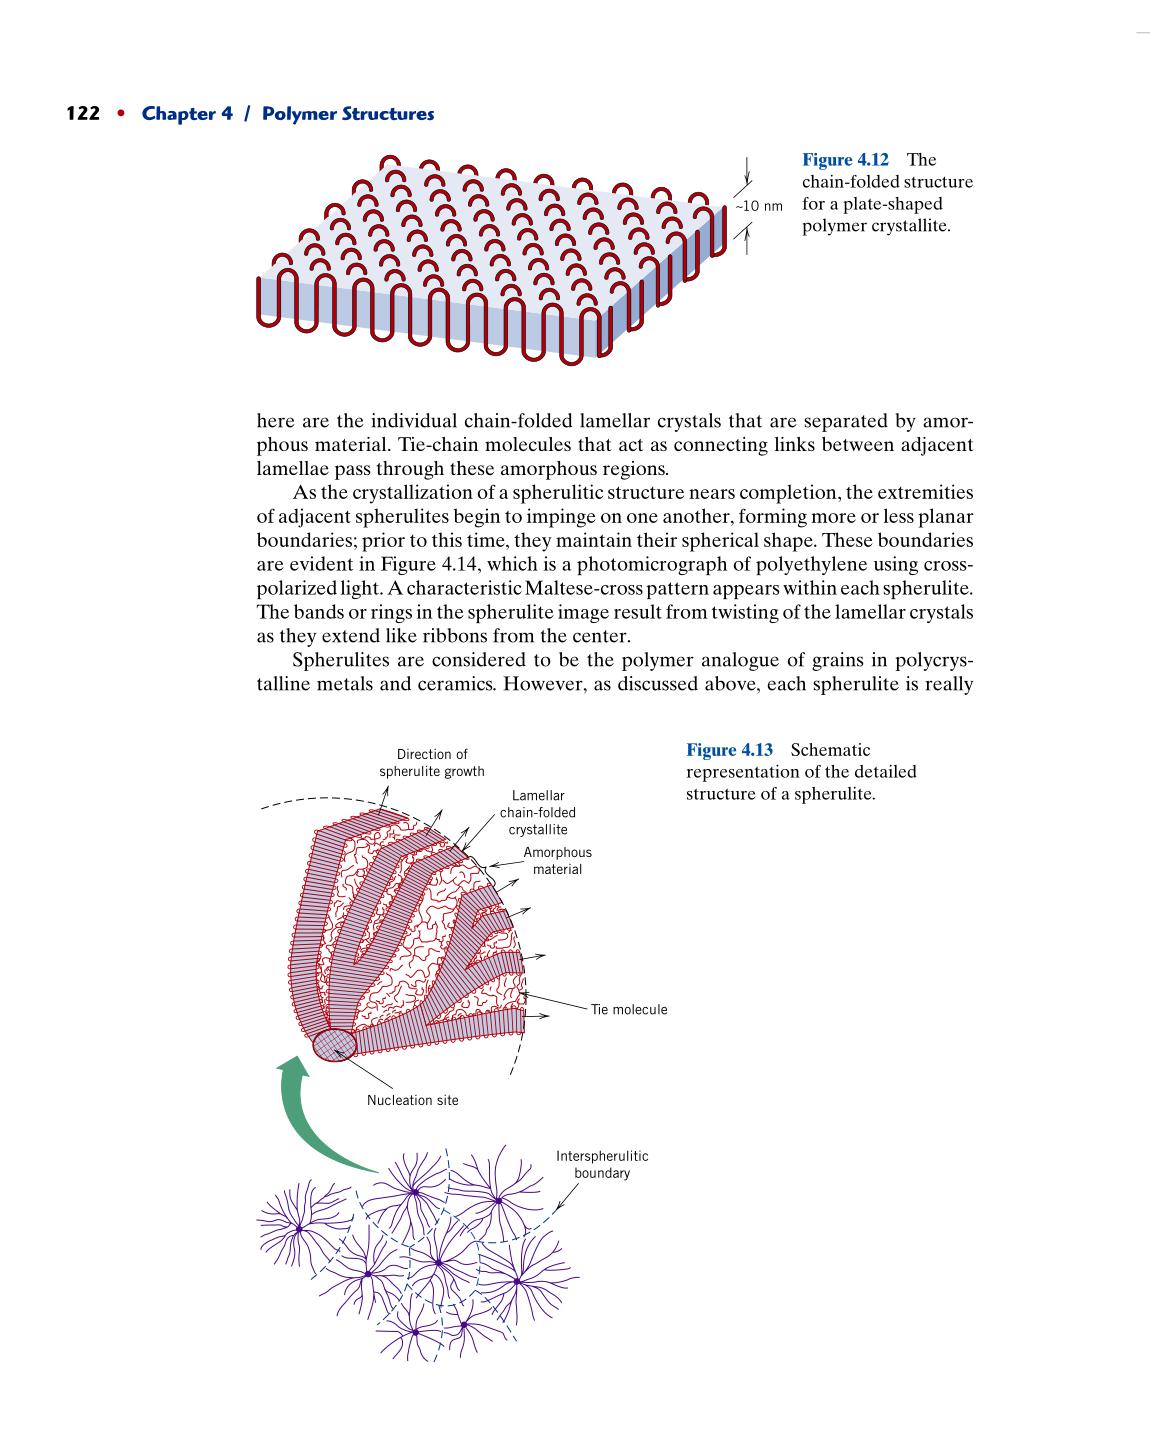 122 • Chapter 4 / Polymer Structures
~10 nm
Figure 4.12 The
chain-folded structure
for a plate-shaped
polymer crystallite.
here are the individual chain-folded lamellar crystals that are separated by amor-
phous material. Tie-chain molecules that act as connecting links between adjacent
lamellae pass through these amorphous regions.
As the crystallization of a spherulitic structure nears completion, the extremities
of adjacent spherulites begin to impinge on one another, forming more or less planar
boundaries; prior to this time, they maintain their spherical shape. These boundaries
are evident in Figure 4.14, which is a photomicrograph of polyethylene using cross-
polarized light. A characteristic Maltese-cross pattern appears within each spherulite.
The bands or rings in the spherulite image result from twisting of the lamellar crystals
as they extend like ribbons from the center.
Spherulites are considered to be the polymer analogue of grains in polycrys-
talline metals and ceramics. However, as discussed above, each spherulite is really
Figure 4.13 Schematic
representation of the detailed
structure of a spherulite.
Direction of
spherulite growth
Lamellar
chain-folded
crystallite
Amorphous
material
Tie molecule
Nucleation site
Interspherulitic
boundary